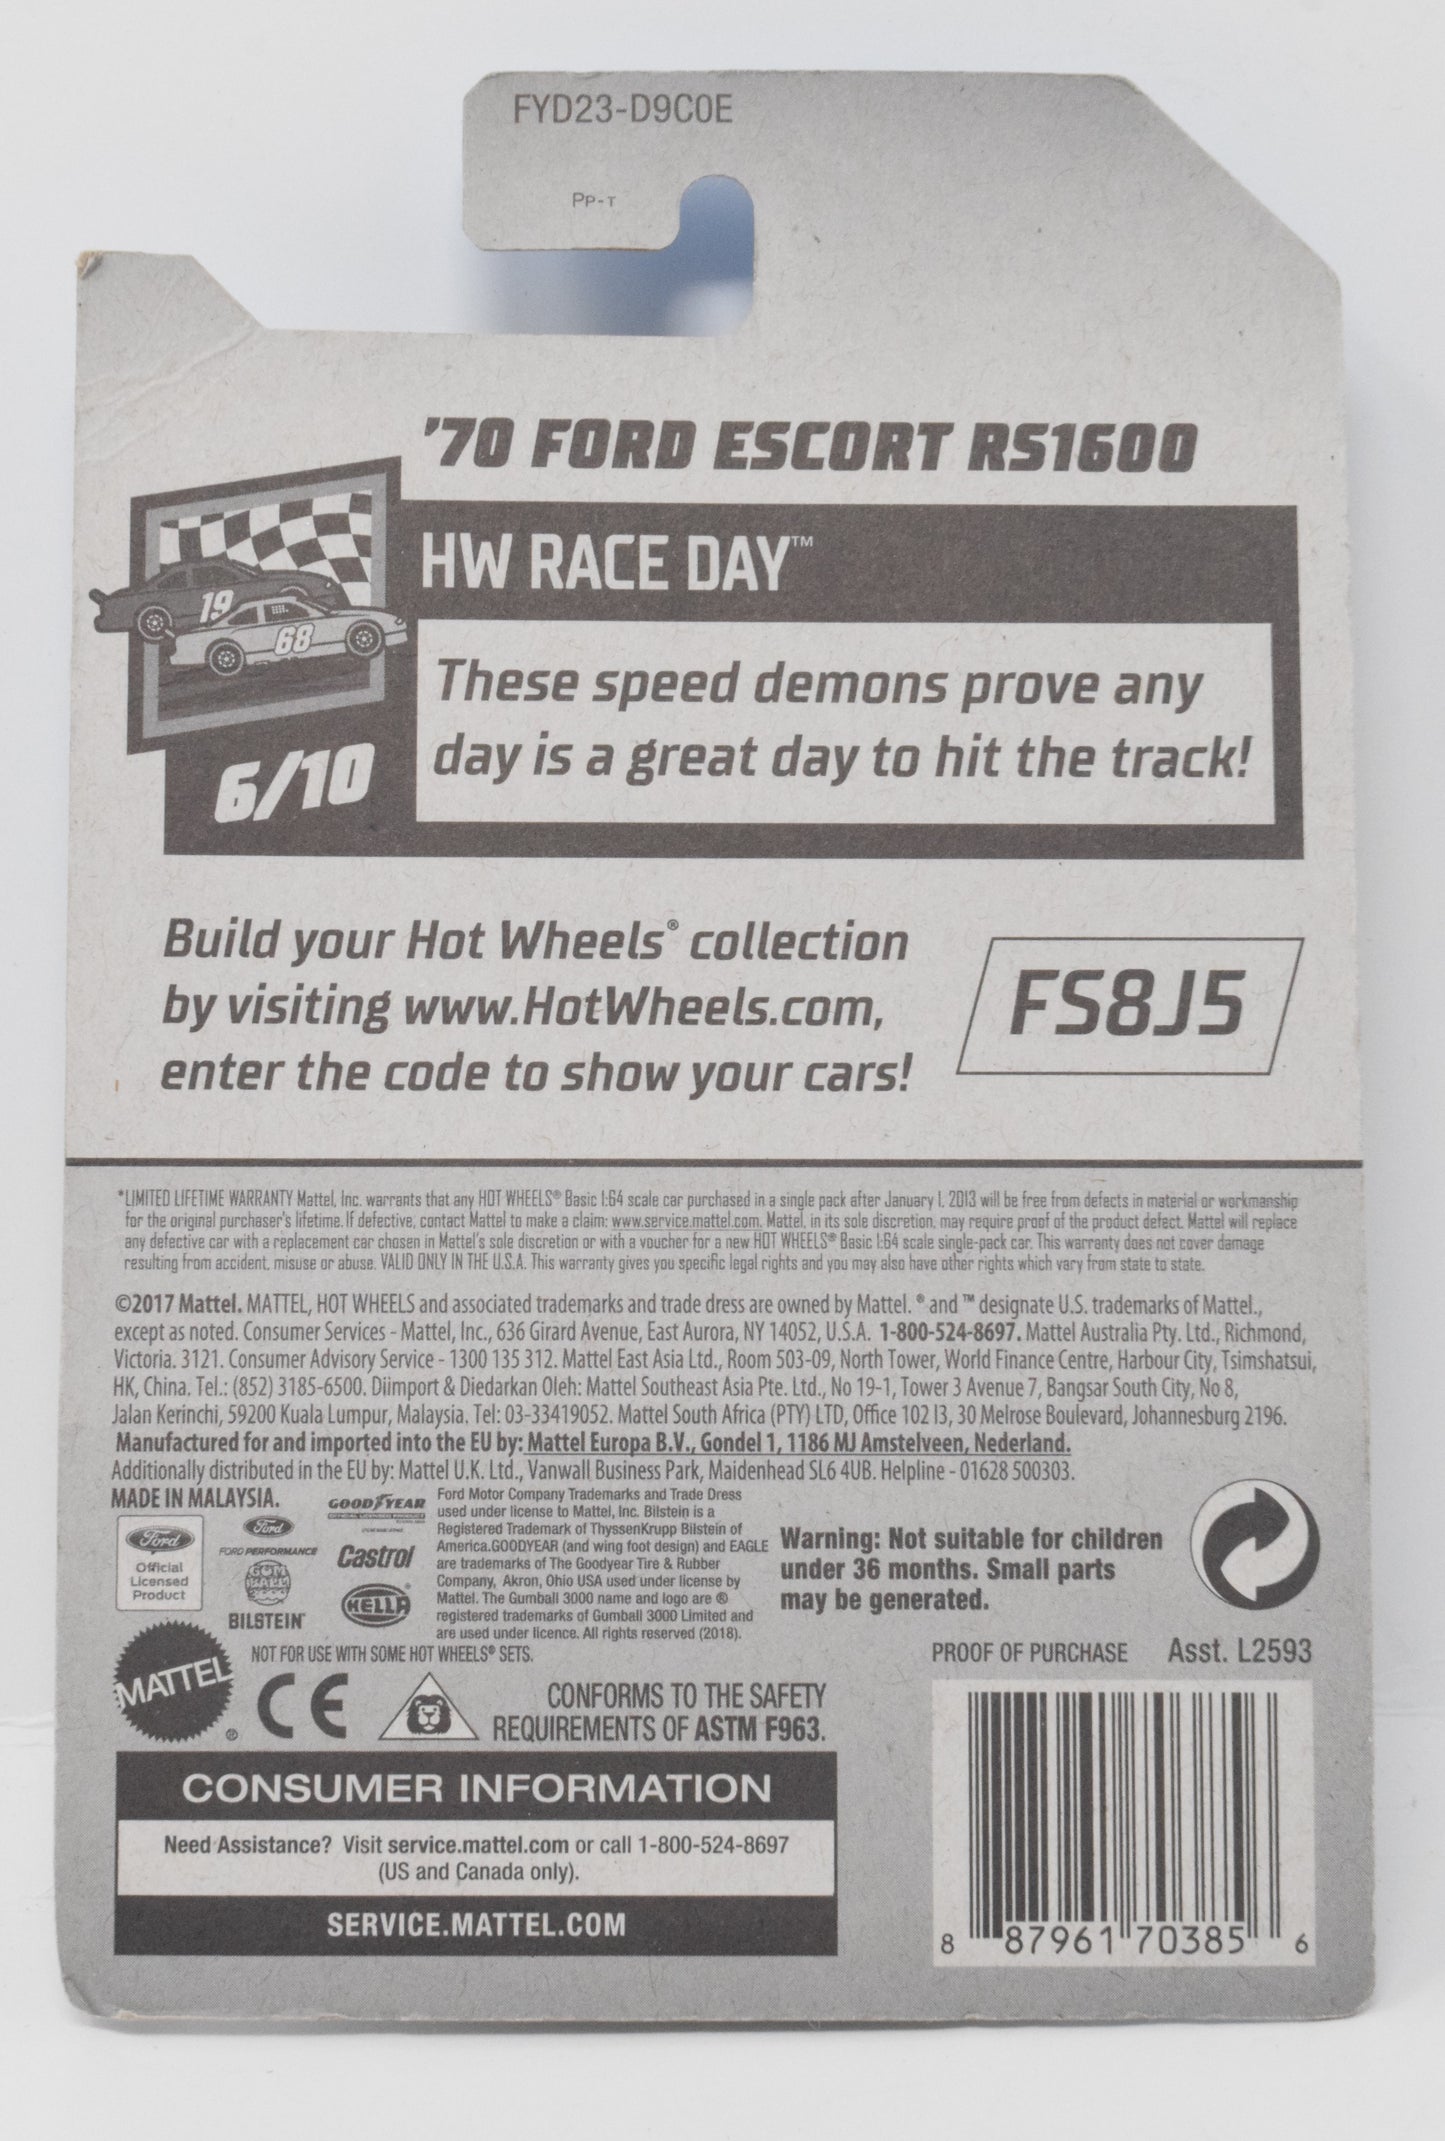 FYD23-D9C0E
PP-T
'70 FORD ESCORT RS1600
HW RACE DAY™
19
68
These speed demons prove any
day is a great day to hit the track!
6/10
Build your Hot Wheels® collection
by visiting www.HotWheels.com,
enter the code to show your cars!
FS8J5
*LIMITED LIFETIME WARRANTY Mattel, Inc. warrants that any HOT WHEELS® Basic 1:64 scale car purchased in a single pack after January 1, 2013 will be free from defects in material or workmanship
for the original purchaser's lifetime. If defective, contact Mattel to make a claim: www.service.mattel.com. Mattel, in its sole discretion, may require proof of the product defect. Mattel will replace
any defective car with a replacement car chosen in Mattel's sole discretion or with a voucher for a new HOT WHEELS® Basic 1:64 scale single-pack car. This warranty does not cover damage
resulting from accident, misuse or abuse. VALID ONLY IN THE U.S.A. This warranty gives you specific legal rights and you may also have other rights which vary from state to state.
©2017 Mattel. MATTEL, HOT WHEELS and associated trademarks and trade dress are owned by Mattel. ® and ™ designate U.S. trademarks of Mattel.,
except as noted. Consumer Services - Mattel, Inc., 636 Girard Avenue, East Aurora, NY 14052, U.S.A. 1-800-524-8697. Mattel Australia Pty. Ltd., Richmond,
Victoria. 3121. Consumer Advisory Service - 1300 135 312. Mattel East Asia Ltd., Room 503-09, North Tower, World Finance Centre, Harbour City, Tsimshatsui,
HK, China. Tel.: (852) 3185-6500. Diimport & Diedarkan Oleh: Mattel Southeast Asia Pte. Ltd., No 19-1, Tower 3 Avenue 7, Bangsar South City, No 8,
Jalan Kerinchi, 59200 Kuala Lumpur, Malaysia. Tel: 03-33419052. Mattel South Africa (PTY) LTD, Office 102 I3, 30 Melrose Boulevard, Johannesburg 2196.
Manufactured for and imported into the EU by: Mattel Europa B.V., Gondel 1, 1186 MJ Amstelveen, Nederland.
Additionally distributed in the EU by: Mattel U.K. Ltd., Vanwall Business Park, Maidenhead SL6 4UB. Helpline - 01628 500303.
MADE IN MALAYSIA.
Ford
Official
Licensed
Product
Ford
FORD PERFORMANCE
GUM
BALL
3000
BILSTEIN
GOODYEAR
OFFICIAL LICENSED PRODUCT
Castrol
HELLA®
Ford Motor Company Trademarks and Trade Dress
used under license to Mattel, Inc. Bilstein is a
Registered Trademark of ThyssenKrupp Bilstein of
America.GOODYEAR (and wing foot design) and EAGLE
are trademarks of The Goodyear Tire & Rubber
Company, Akron, Ohio USA used under license by
Mattel. The Gumball 3000 name and logo are ®
registered trademarks of Gumball 3000 Limited and
are used under licence. All rights reserved (2018).
Warning: Not suitable for children
under 36 months. Small parts
may be generated.
NOT FOR USE WITH SOME HOT WHEELS® SETS.
MATTEL®
CE
CONFORMS TO THE SAFETY
REQUIREMENTS OF ASTM F963.
PROOF OF PURCHASE Asst. L2593
CONSUMER INFORMATION
Need Assistance? Visit service.mattel.com or call 1-800-524-8697
(US and Canada only).
SERVICE.MATTEL.COM
8 87961 70385 6